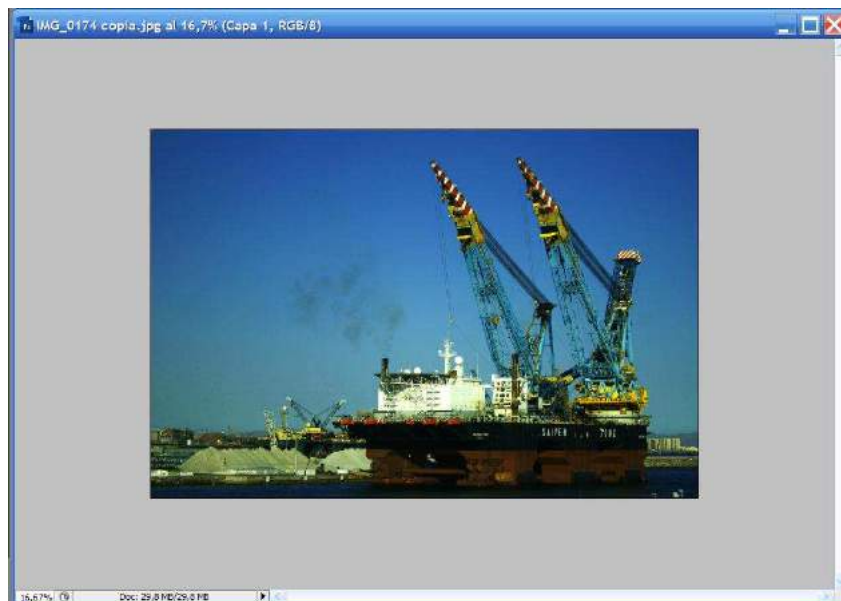 IMG_0174 copia.jpg al 16,7% (Capa 1, RGB/8)
SAIPEM
16,67%
Doc: 29,8 MB/29,8 MB